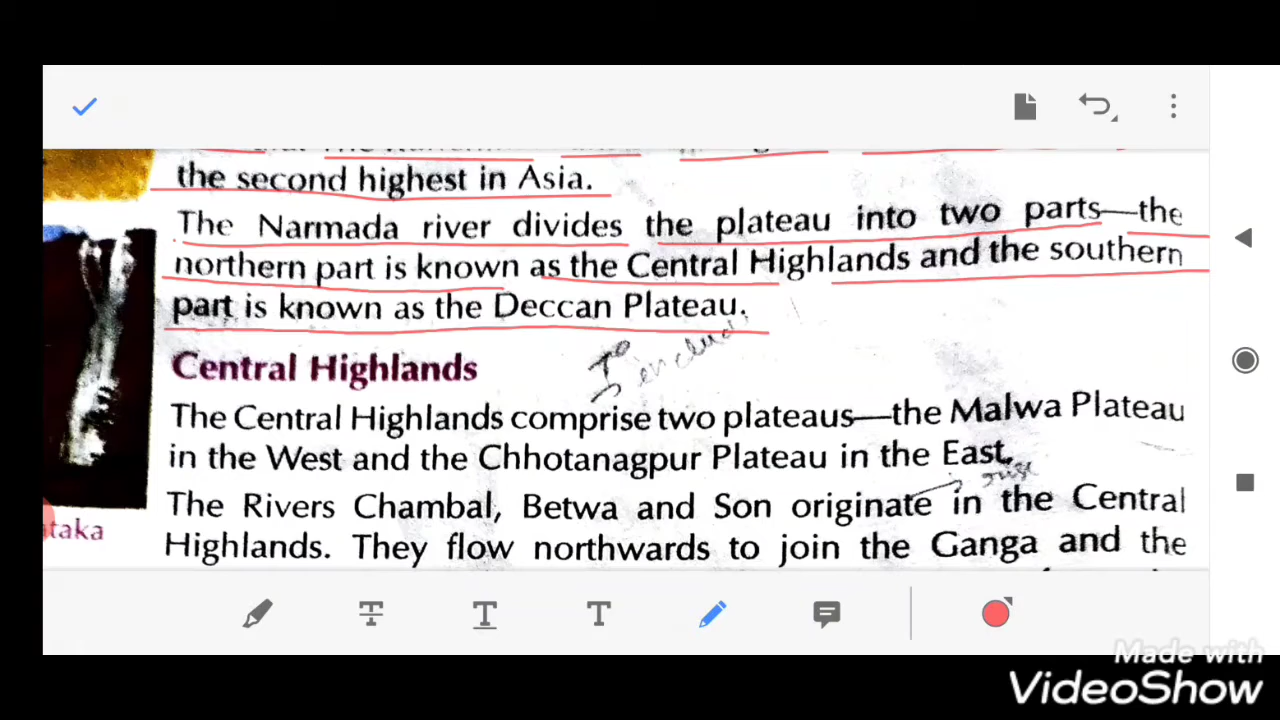 the second highest in Asia.
The Narmada river divides the plateau into two parts—the
northern part is known as the Central Highlands and the southern
part is known as the Deccan Plateau.
To
Central Highlands
The Central Highlands comprise two plateaus—the Malwa Plateau
in the West and the Chhotanagpur Plateau in the East.
The Rivers Chambal, Betwa and Son originate in the Central
Highlands. They flow northwards to join the Ganga and the
taka
T
T
T
Made with
VideoShow